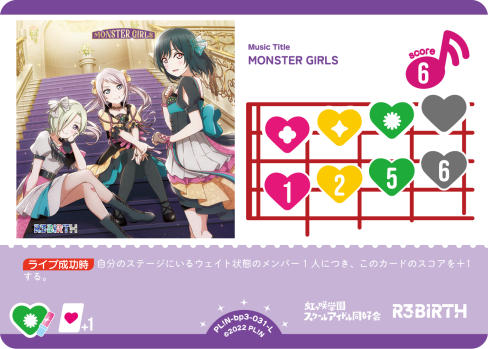 MONSTER GIRLS
Music Title
MONSTER GIRLS
score
6
1 2 5 6
R3BiRTH
ライブ成功時 自分のステージにいるウェイト状態のメンバー1人につき、このカードのスコアを+1
する。
+1
PL!N-bp3-031-L
©2022 PL!N
虹ヶ咲学園
スクールアイドル同好会
R3BiRTH